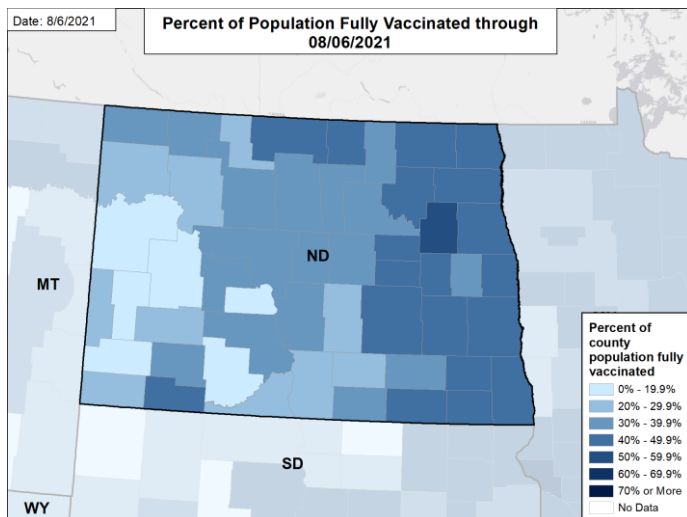 Date: 8/6/2021
Percent of Population Fully Vaccinated through
08/06/2021
MT
ND
SD
WY
Percent of
county
population fully
vaccinated
0% - 19.9%
20% - 29.9%
30% - 39.9%
40% - 49.9%
50% - 59.9%
60% - 69.9%
70% or More
No Data